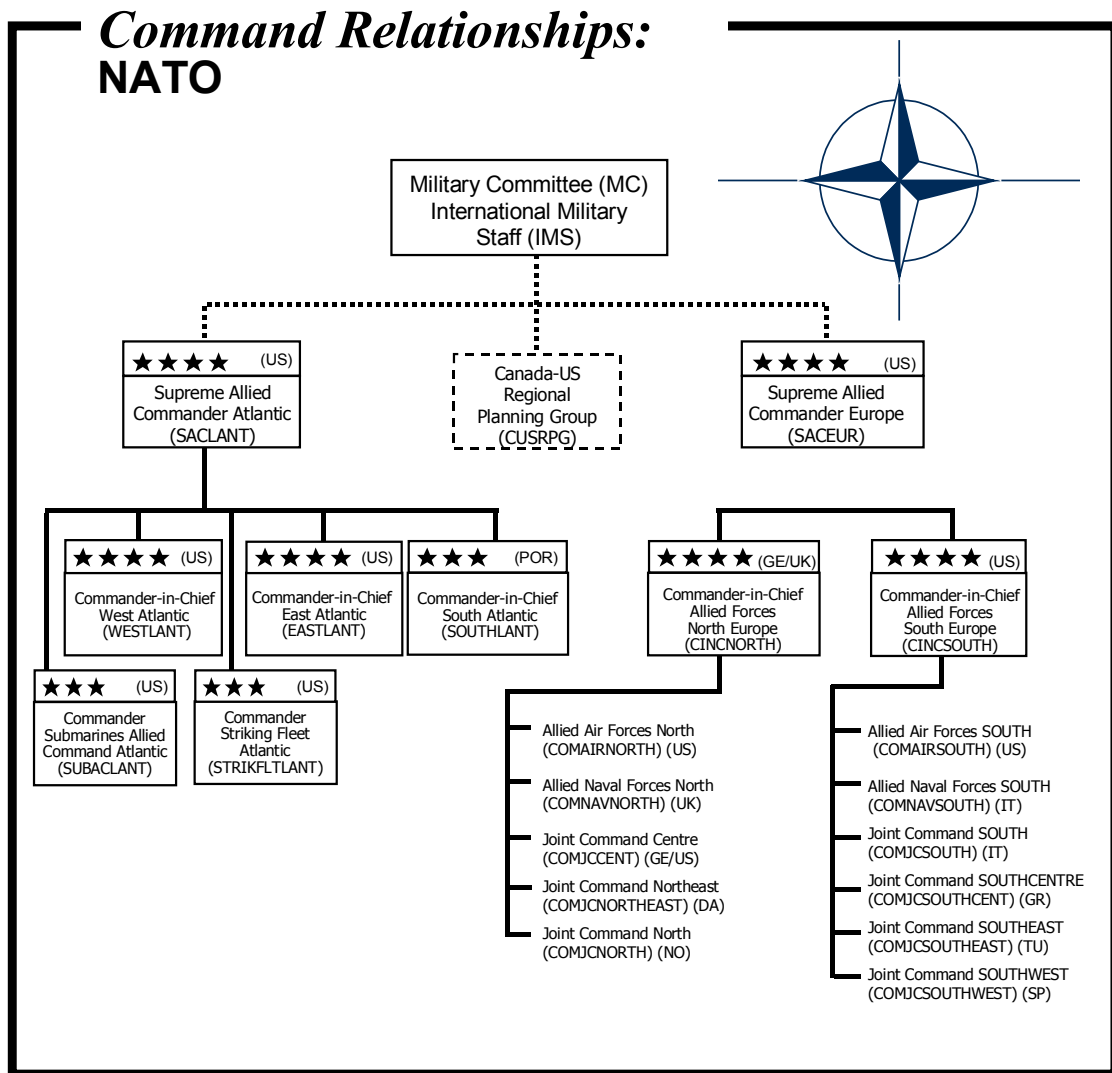 Command Relationships:
NATO
Military Committee (MC)
International Military
Staff (IMS)
(US)
Supreme Allied
Commander Atlantic
(SACLANT)
Canada-US
Regional
Planning Group
(CUSRPG)
(US)
Supreme Allied
Commander Europe
(SACEUR)
(US)
Commander-in-Chief
West Atlantic
(WESTLANT)
(US)
Commander-in-Chief
East Atlantic
(EASTLANT)
(POR)
Commander-in-Chief
South Atlantic
(SOUTHLANT)
(GE/UK)
Commander-in-Chief
Allied Forces
North Europe
(CINCNORTH)
(US)
Commander-in-Chief
Allied Forces
South Europe
(CINCSOUTH)
(US)
Commander
Submarines Allied
Command Atlantic
(SUBACLANT)
(US)
Commander
Striking Fleet
Atlantic
(STRIKFLTLANT)
Allied Air Forces North
(COMAIRNORTH) (US)
Allied Naval Forces North
(COMNAVNORTH) (UK)
Joint Command Centre
(COMJCCENT) (GE/US)
Joint Command Northeast
(COMJCNORTHEAST) (DA)
Joint Command North
(COMJCNORTH) (NO)
Allied Air Forces SOUTH
(COMAIRSOUTH) (US)
Allied Naval Forces SOUTH
(COMNAVSOUTH) (IT)
Joint Command SOUTH
(COMJCSOUTH) (IT)
Joint Command SOUTHCENTRE
(COMJCSOUTHCENT) (GR)
Joint Command SOUTHEAST
(COMJCSOUTHEAST) (TU)
Joint Command SOUTHWEST
(COMJCSOUTHWEST) (SP)